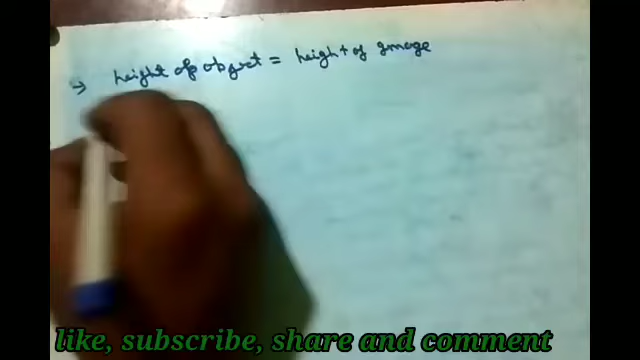 → height of object = height of image
like, subscribe, share and comment